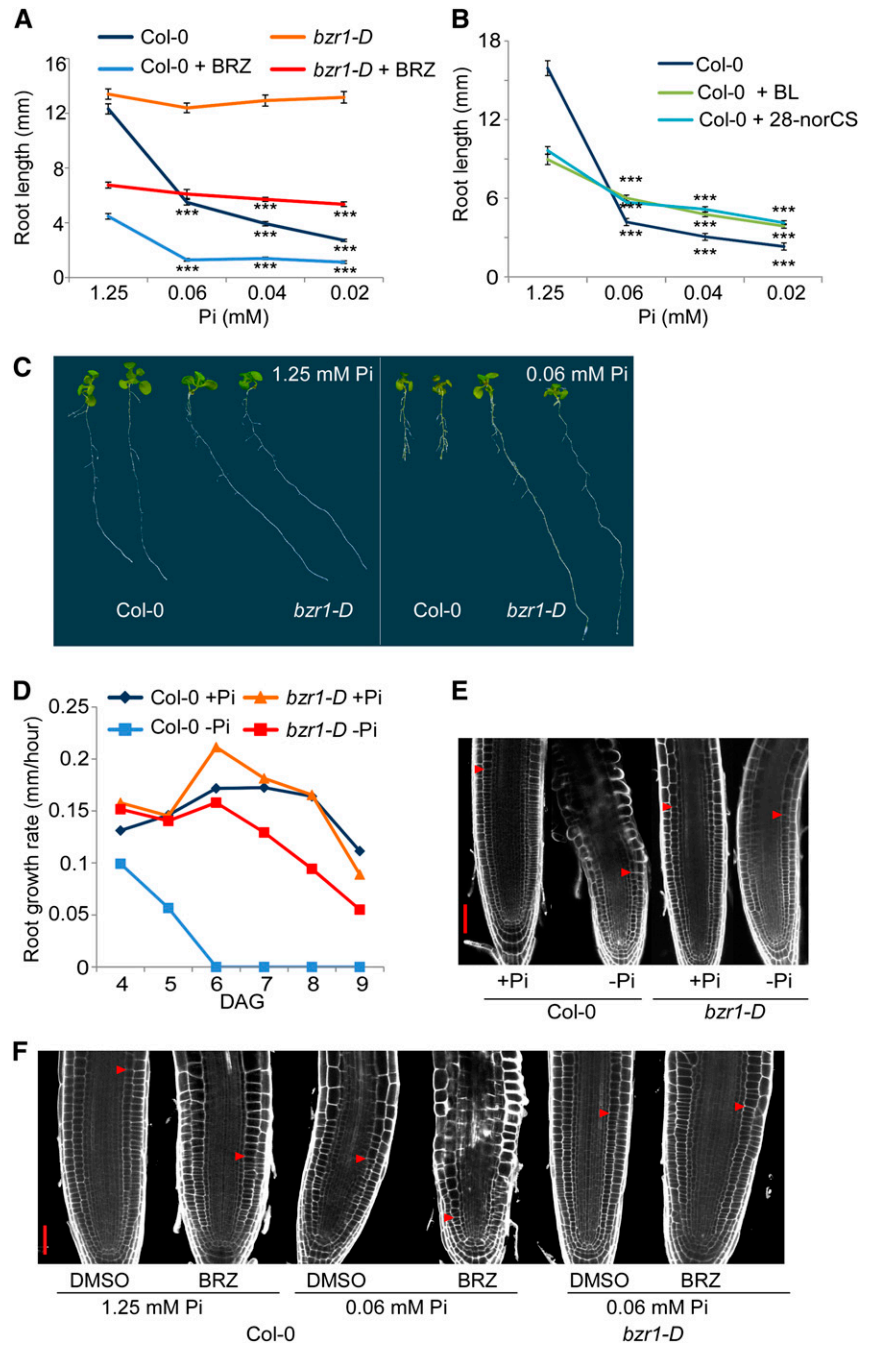 A
Col-0
bzr1-D
Col-0 + BRZ
bzr1-D + BRZ
Root length (mm)
16
12
8
4
0
***
***
***
***
***
***
***
***
***
1.25
0.06
0.04
0.02
Pi (mM)
B
Col-0
Col-0 + BL
Col-0 + 28-norCS
Root length (mm)
18
12
6
0
***
***
***
***
***
***
***
***
***
1.25
0.06
0.04
0.02
Pi (mM)
C
1.25 mM Pi
0.06 mM Pi
Col-0
bzr1-D
Col-0
bzr1-D
D
Col-0 +Pi
bzr1-D +Pi
Col-0 -Pi
bzr1-D -Pi
Root growth rate (mm/hour)
0.25
0.2
0.15
0.1
0.05
0
4
5
6
7
8
9
DAG
E
+Pi
-Pi
+Pi
-Pi
Col-0
bzr1-D
F
DMSO
BRZ
DMSO
BRZ
DMSO
BRZ
1.25 mM Pi
0.06 mM Pi
0.06 mM Pi
Col-0
bzr1-D